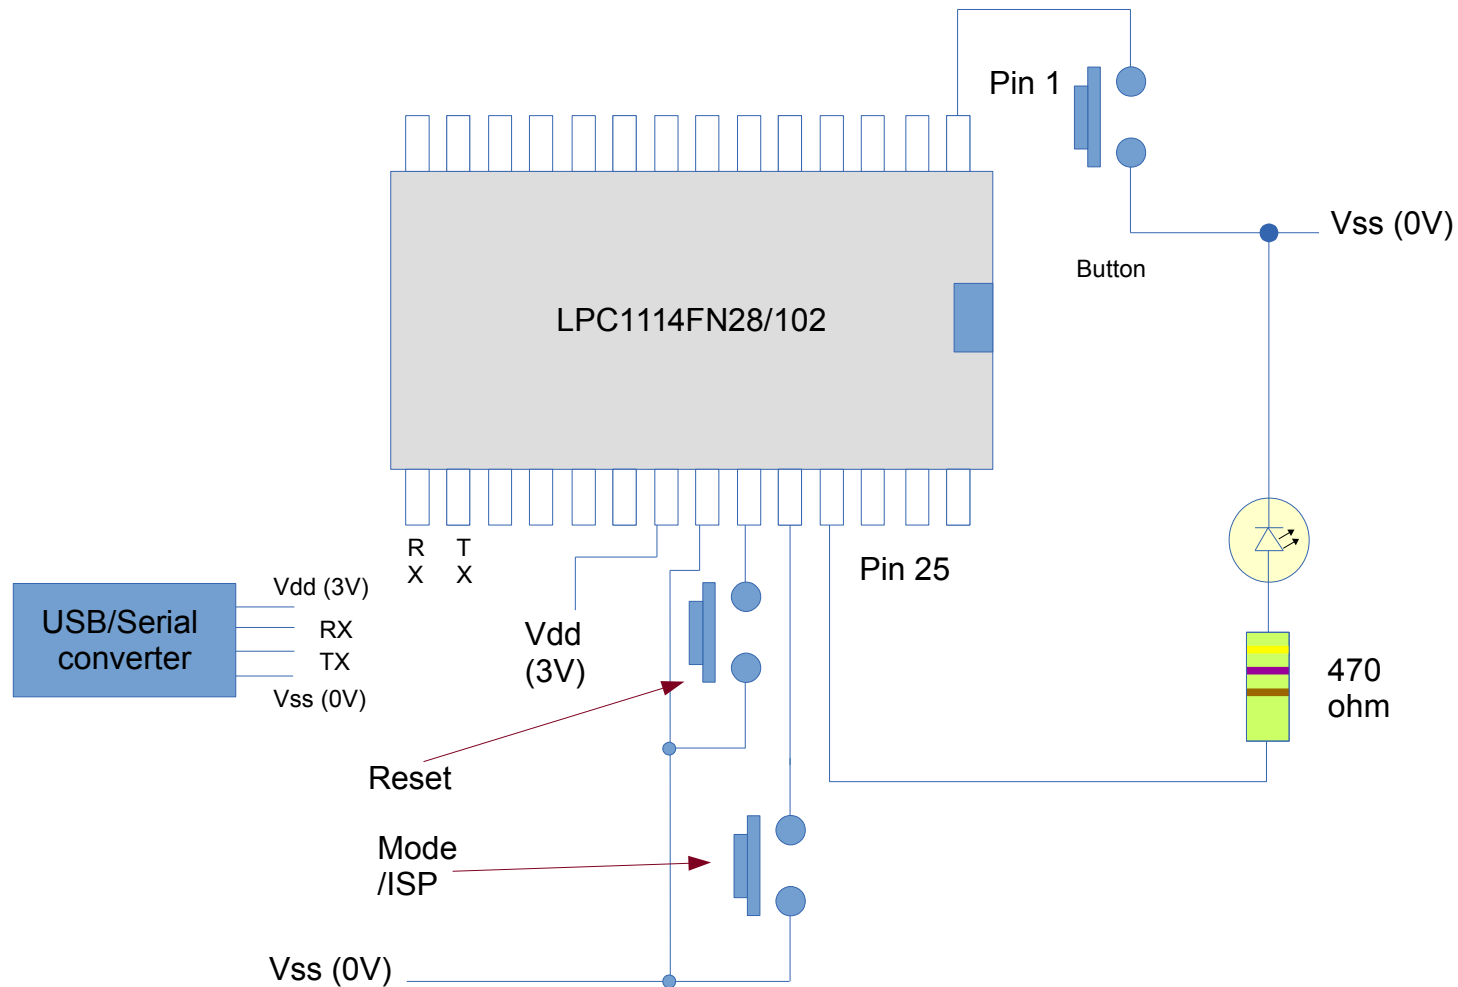 Pin 1
Vss (0V)
Button
LPC1114FN28/102
R
X
T
X
Pin 25
Vdd (3V)
USB/Serial
converter
RX
TX
Vss (0V)
Vdd
(3V)
470
ohm
Reset
Mode
/ISP
Vss (0V)